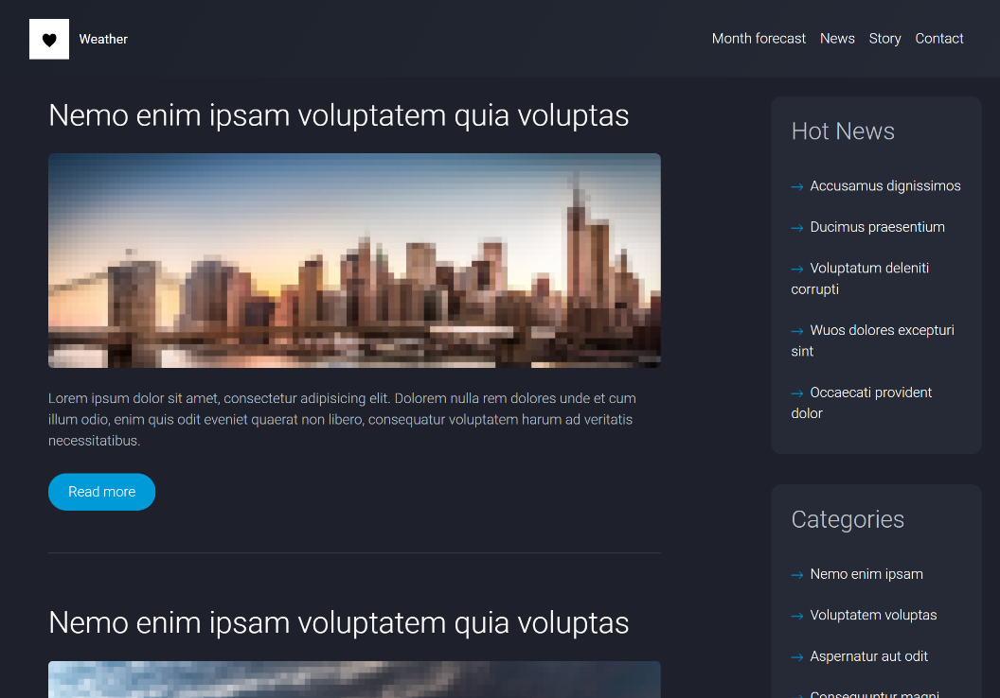 Weather
Month forecast News Story Contact
Nemo enim ipsam voluptatem quia voluptas
Lorem ipsum dolor sit amet, consectetur adipisicing elit. Dolorem nulla rem dolores unde et cum
illum odio, enim quis odit eveniet quaerat non libero, consequatur voluptatem harum ad veritatis
necessitatibus.
Read more
Nemo enim ipsam voluptatem quia voluptas
Hot News
→ Accusamus dignissimos
→ Ducimus praesentium
→ Voluptatum deleniti
corrupti
→ Wuos dolores excepturi
sint
→ Occaecati provident
dolor
Categories
→ Nemo enim ipsam
→ Voluptatem voluptas
→ Aspernatur aut odit
→ Consequuntur magni